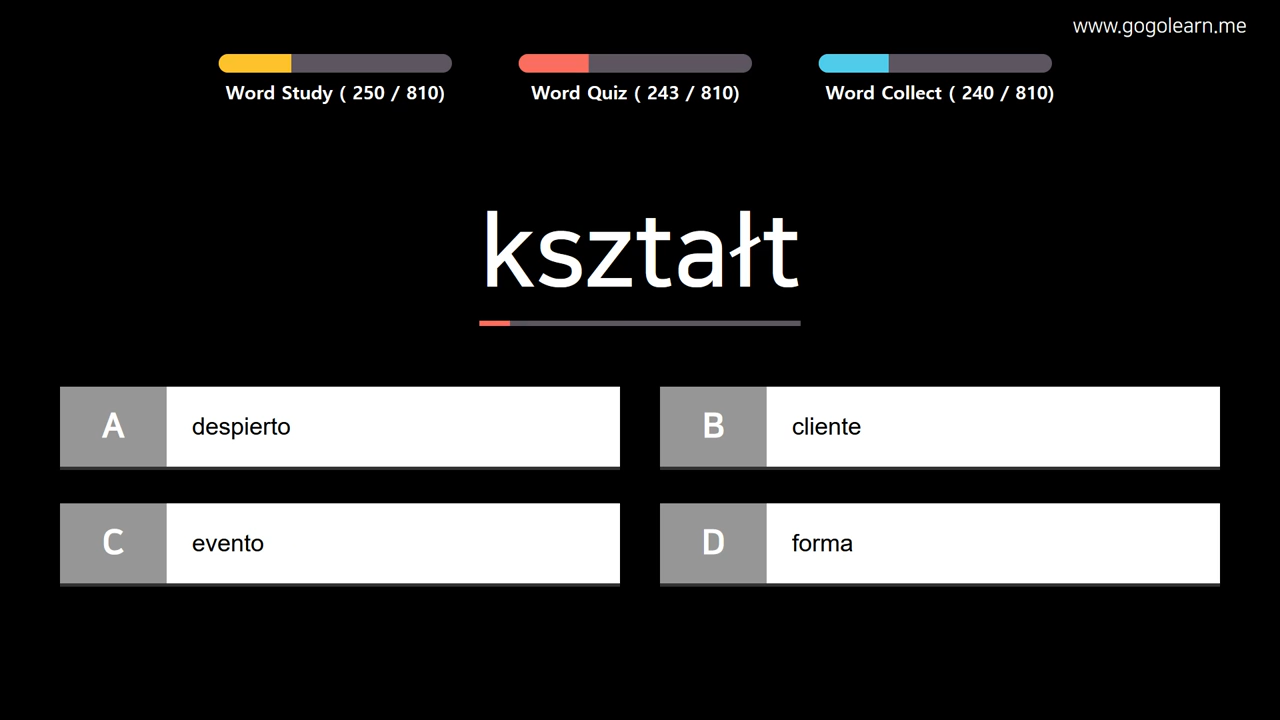 www.gogolearn.me
Word Study ( 250 / 810)
Word Quiz ( 243 / 810)
Word Collect ( 240 / 810)
kształt
A despierto
B cliente
C evento
D forma